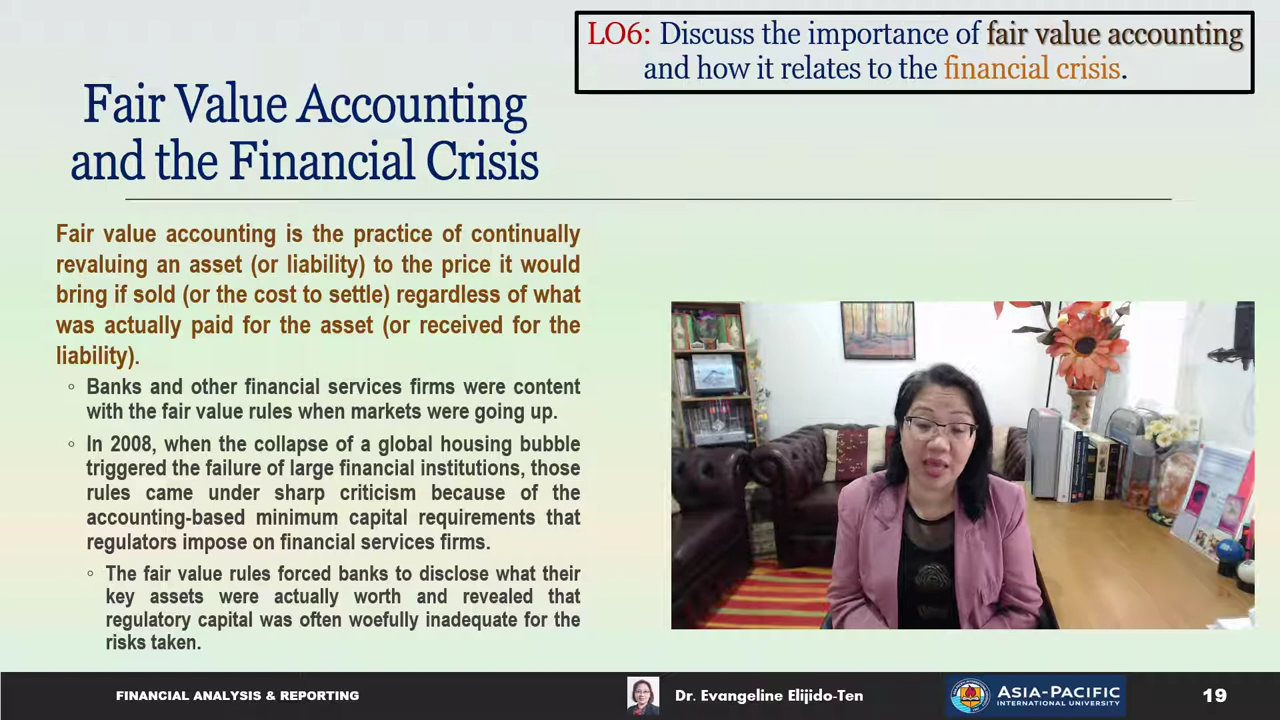 LO6: Discuss the importance of fair value accounting
and how it relates to the financial crisis.
Fair Value Accounting
and the Financial Crisis
Fair value accounting is the practice of continually
revaluing an asset (or liability) to the price it would
bring if sold (or the cost to settle) regardless of what
was actually paid for the asset (or received for the
liability).
◦ Banks and other financial services firms were content
with the fair value rules when markets were going up.
◦ In 2008, when the collapse of a global housing bubble
triggered the failure of large financial institutions, those
rules came under sharp criticism because of the
accounting-based minimum capital requirements that
regulators impose on financial services firms.
◦ The fair value rules forced banks to disclose what their
key assets were actually worth and revealed that
regulatory capital was often woefully inadequate for the
risks taken.
FINANCIAL ANALYSIS & REPORTING
Dr. Evangeline Elijido-Ten
ASIA-PACIFIC
INTERNATIONAL UNIVERSITY
19